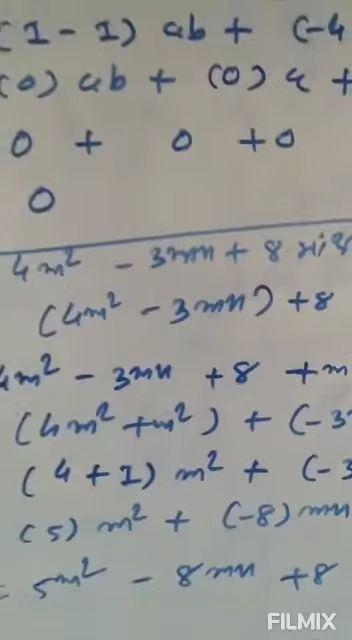 (1 - 1) ab + (-4
(0) ab + (0) a +
0 + 0 + 0
0
4m² - 3mn + 8
(4m² - 3mn) + 8
4m² - 3mn + 8 + m
(4m² + m²) + (-3
(4 + 1) m² + (-3
(5) m² + (-8) mn
= 5m² - 8mn + 8
FILMIX